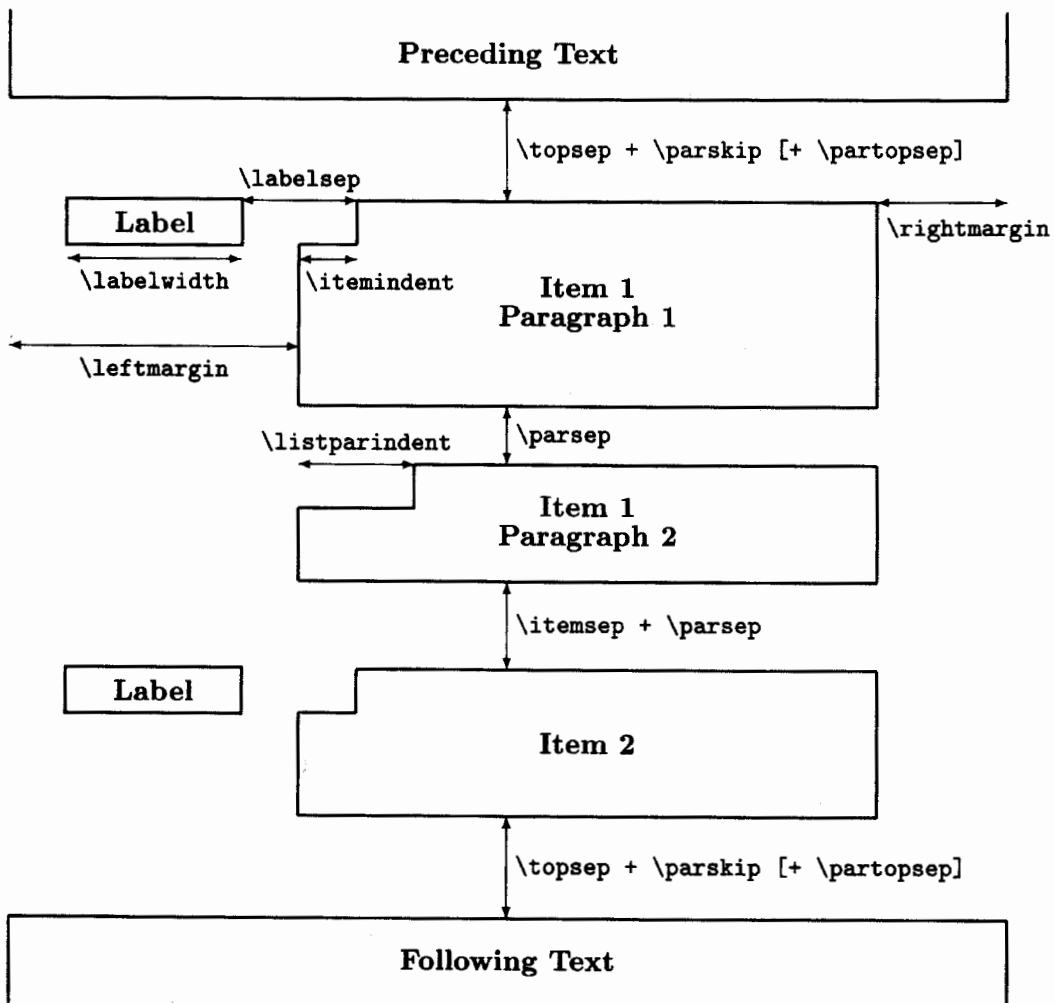 Preceding Text
\topsep + \parskip [+ \partopsep]
\labelsep
Label
\rightmargin
\labelwidth
\itemindent
Item 1
Paragraph 1
\leftmargin
\parsep
\listparindent
Item 1
Paragraph 2
\itemsep + \parsep
Label
Item 2
\topsep + \parskip [+ \partopsep]
Following Text